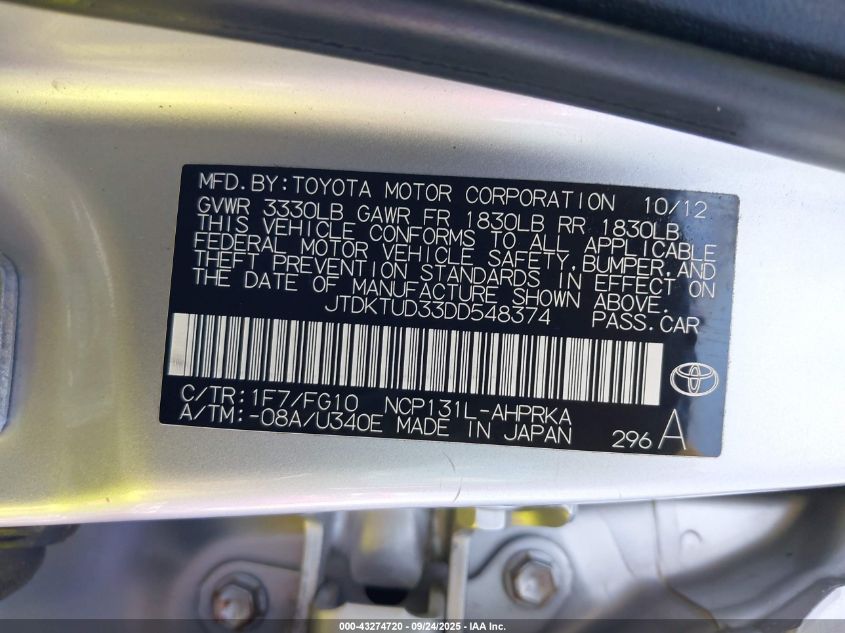 MFD.BY:TOYOTA MOTOR CORPORATION 10/12
GVWR 3330LB GAWR FR 1830LB RR 1830LB
THIS VEHICLE CONFORMS TO ALL APPLICABLE
FEDERAL MOTOR VEHICLE SAFETY,BUMPER,AND
THEFT PREVENTION STANDARDS IN EFFECT ON
THE DATE OF MANUFACTURE SHOWN ABOVE.
JTDKTUD33DD548374 PASS.CAR
C/TR:1F7/FG10 NCP131L-AHPRKA
A/TM:-08A/U340E MADE IN JAPAN 296 A
000-43274720 - 09/24/2025 - IAA Inc.